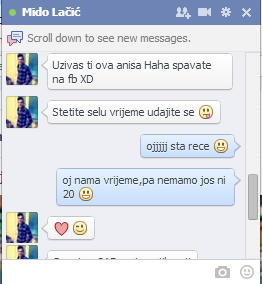 Mido Lačić
Scroll down to see new messages.
Uzivas ti ova anisa Haha spavate
na fb XD
Stetite selu vrijeme udajite se
ojjjjj sta rece
oj nama vrijeme,pa nemamo jos ni
20